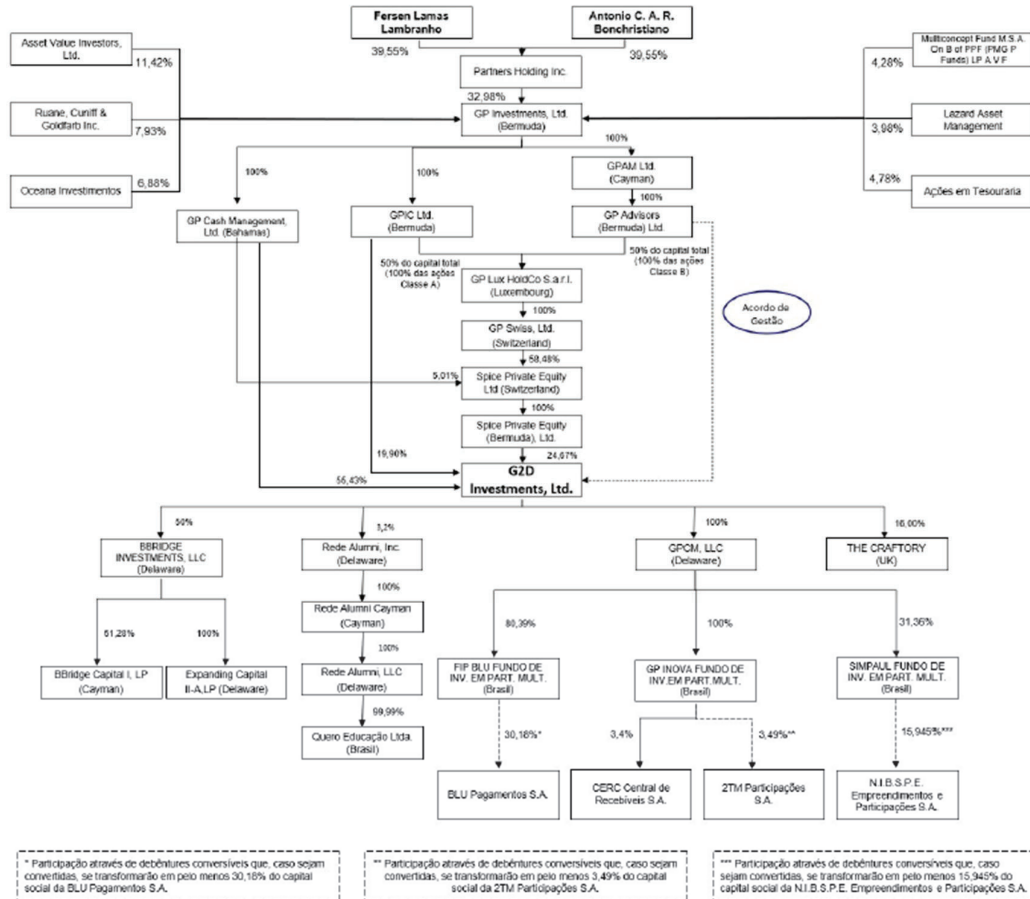 Fersen Lamas
Lambranho
Antonio C. A. R.
Bonchristiano
39,55%
39,55%
Asset Value Investors,
Ltd.
11,42%
Partners Holding Inc.
Multiconcept Fund M.S.A.
On B of PPF (PMG P
Funds) LP A V F
4,28%
32,98%
Ruane, Cuniff &
Goldfarb Inc.
7,93%
GP Investments, Ltd.
(Bermuda)
Lazard Asset
Management
3,98%
100%
Oceana Investimentos
6,88%
100%
100%
GPAM Ltd.
(Cayman)
4,78%
Ações em Tesouraria
100%
GP Cash Management,
Ltd. (Bahamas)
GPIC Ltd.
(Bermuda)
GP Advisors
(Bermuda) Ltd.
50% do capital total
(100% das ações
Classe A)
50% do capital total
(100% das ações
Classe B)
GP Lux HoldCo S.a.r.l.
(Luxembourg)
100%
Acordo de
Gestão
GP Swiss, Ltd.
(Switzerland)
58,48%
5,01%
Spice Private Equity
Ltd (Switzerland)
100%
Spice Private Equity
(Bermuda), Ltd.
19,90%
24,67%
55,43%
G2D
Investments, Ltd.
50%
100%
16,00%
BBRIDGE
INVESTMENTS, LLC
(Delaware)
Rede Alumni, Inc.
(Delaware)
GPCM, LLC
(Delaware)
THE CRAFTORY
(UK)
100%
61,28%
100%
Rede Alumni Cayman
(Cayman)
80,39%
100%
31,36%
100%
BBridge Capital I, LP
(Cayman)
Expanding Capital
II-A,LP (Delaware)
Rede Alumni, LLC
(Delaware)
FIP BLU FUNDO DE
INV. EM PART. MULT.
(Brasil)
GP INOVA FUNDO DE
INV.EM PART.MULT.
(Brasil)
SIMPAUL FUNDO DE
INV. EM PART. MULT.
(Brasil)
99,99%
Quero Educação Ltda.
(Brasil)
30,18%*
3,4%
3,49%**
15,945%***
BLU Pagamentos S.A.
CERC Central de
Recebíveis S.A.
2TM Participações
S.A.
N.I.B.S.P.E.
Empreendimentos e
Participações S.A.
* Participação através de debêntures conversíveis que, caso sejam
convertidas, se transformarão em pelo menos 30,18% do capital
social da BLU Pagamentos S.A.
** Participação através de debêntures conversíveis que, caso sejam
convertidas, se transformarão em pelo menos 3,49% do capital
social da 2TM Participações S.A.
*** Participação através de debêntures conversíveis que, caso
sejam convertidas, se transformarão em pelo menos 15,945% do
capital social da N.I.B.S.P.E. Empreendimentos e Participações S.A.